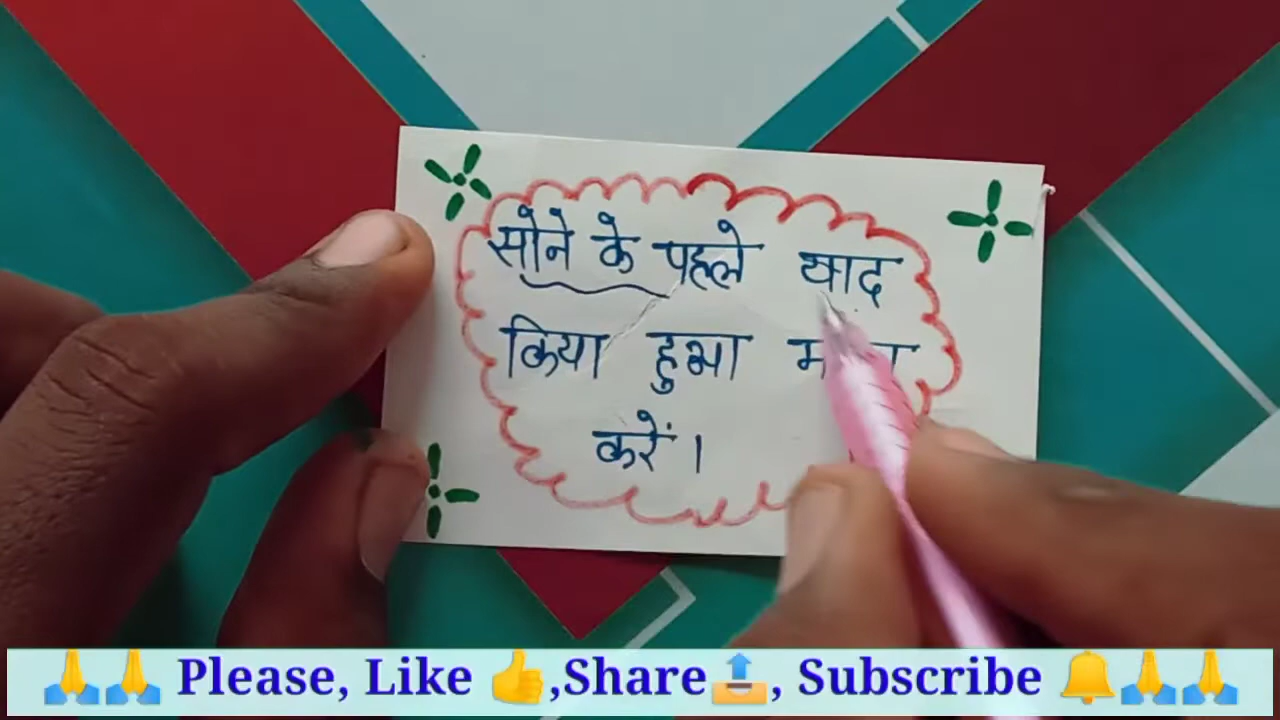 सोने के पहले याद
किया हुआ
करें।
🙏🙏 Please, Like 👍,Share📤, Subscribe 🔔🙏🙏